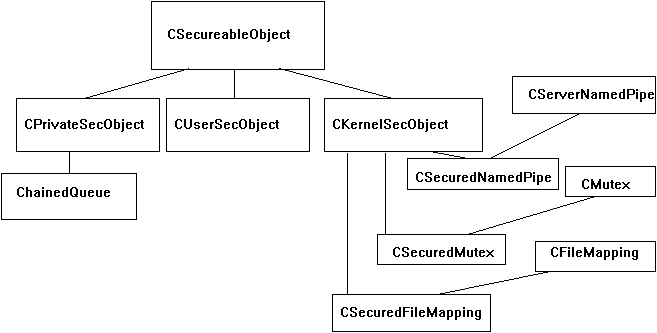 CSecureableObject
CServerNamedPipe
CPrivateSecObject
CUserSecObject
CKernelSecObject
CSecuredNamedPipe
CMutex
ChainedQueue
CSecuredMutex
CFileMapping
CSecuredFileMapping